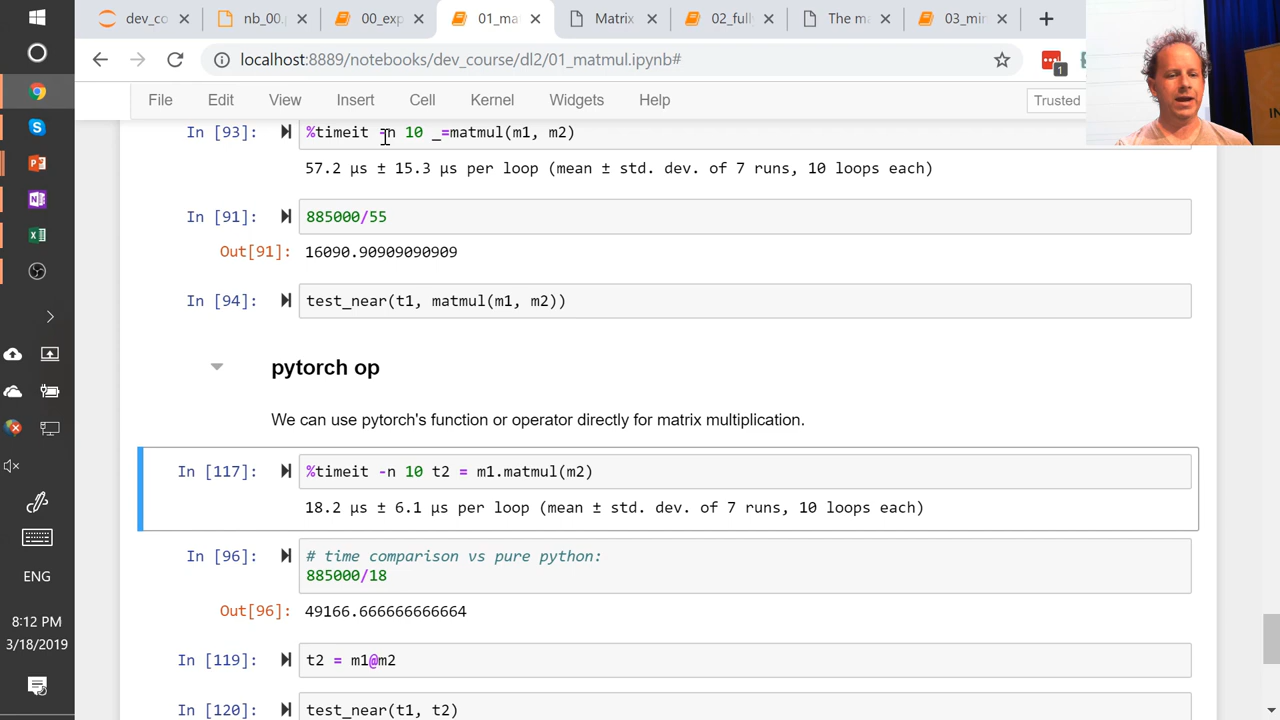 dev_co
nb_00.
00_exp
01_ma
Matrix
02_full
The ma
03_min
localhost:8889/notebooks/dev_course/dl2/01_matmul.ipynb#
1
File Edit View Insert Cell Kernel Widgets Help
Trusted
In [93]: %timeit -n 10 _=matmul(m1, m2)
57.2 µs ± 15.3 µs per loop (mean ± std. dev. of 7 runs, 10 loops each)
In [91]: 885000/55
Out[91]: 16090.90909090909
In [94]: test_near(t1, matmul(m1, m2))
pytorch op
We can use pytorch's function or operator directly for matrix multiplication.
In [117]: %timeit -n 10 t2 = m1.matmul(m2)
18.2 µs ± 6.1 µs per loop (mean ± std. dev. of 7 runs, 10 loops each)
In [96]: # time comparison vs pure python:
885000/18
Out[96]: 49166.666666666664
In [119]: t2 = m1@m2
In [120]: test_near(t1, t2)
ENG
8:12 PM
3/18/2019